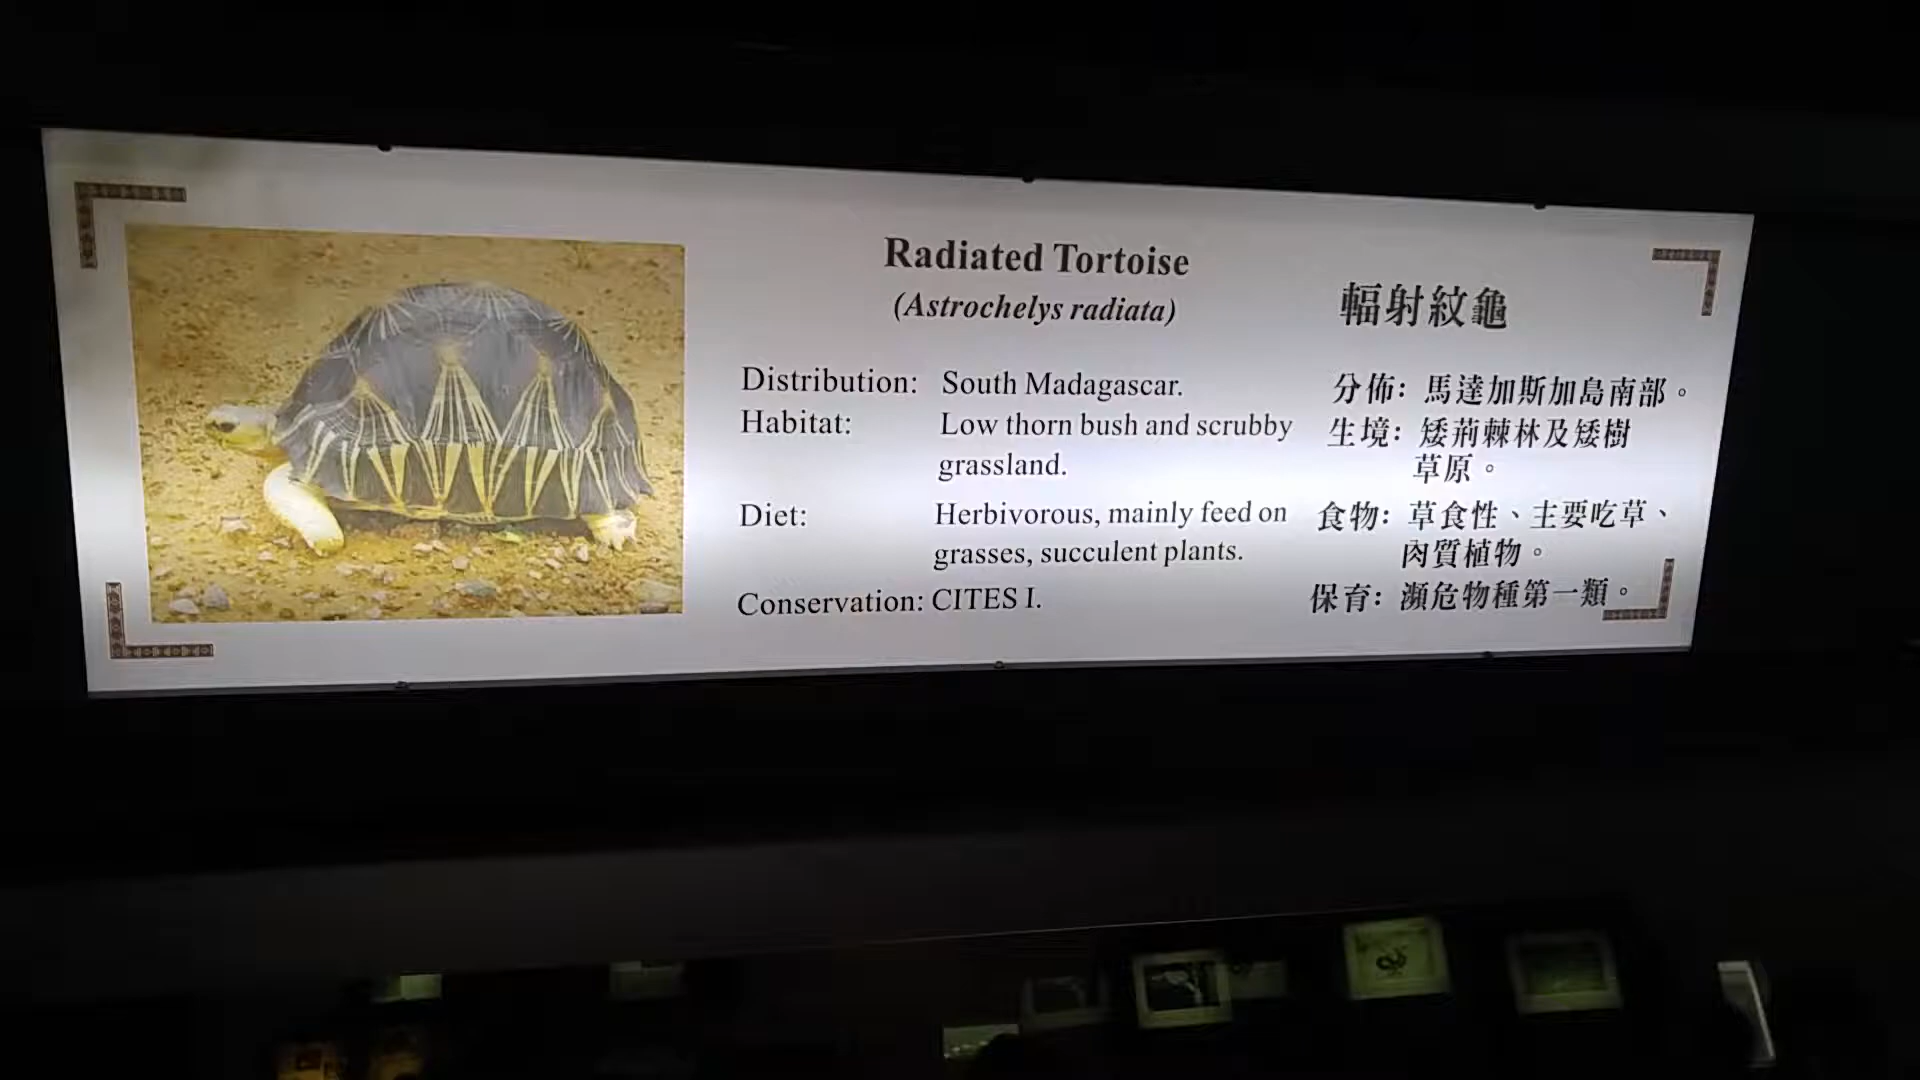 Radiated Tortoise
(Astrochelys radiata)
Distribution: South Madagascar.
Habitat: Low thorn bush and scrubby
grassland.
Diet: Herbivorous, mainly feed on
grasses, succulent plants.
Conservation: CITES I.
輻射紋龜
分佈：馬達加斯加島南部。
生境：矮荊棘林及矮樹
草原。
食物：草食性、主要吃草、
肉質植物。
保育：瀕危物種第一類。